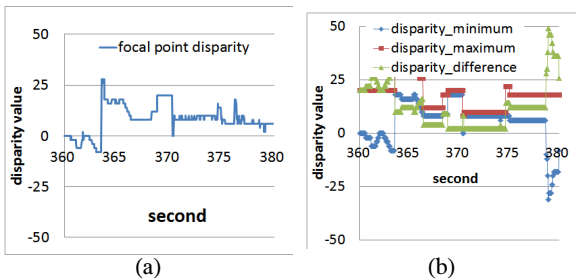 50
25
0
-25
-50
disparity value
focal point disparity
360 365 370 375 380
second
(a)
50
25
0
-25
-50
disparity value
disparity_minimum
disparity_maximum
disparity_difference
360 365 370 375 380
second
(b)